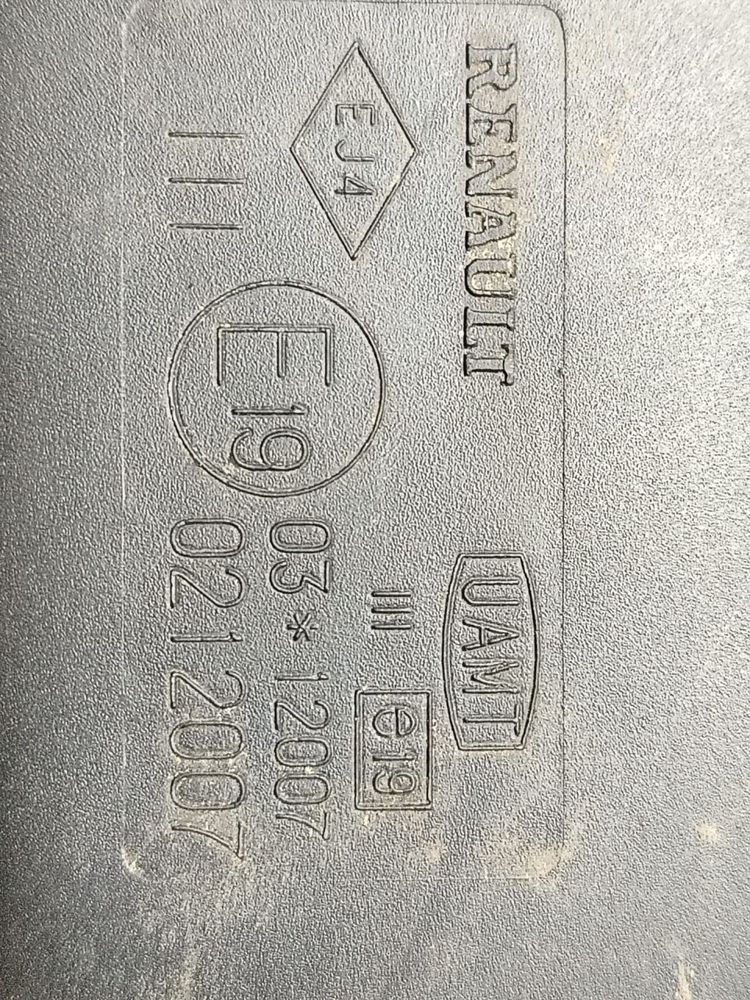 RENAULT
UAMT
EJ4
III e19
III E19 03*12007
0212007